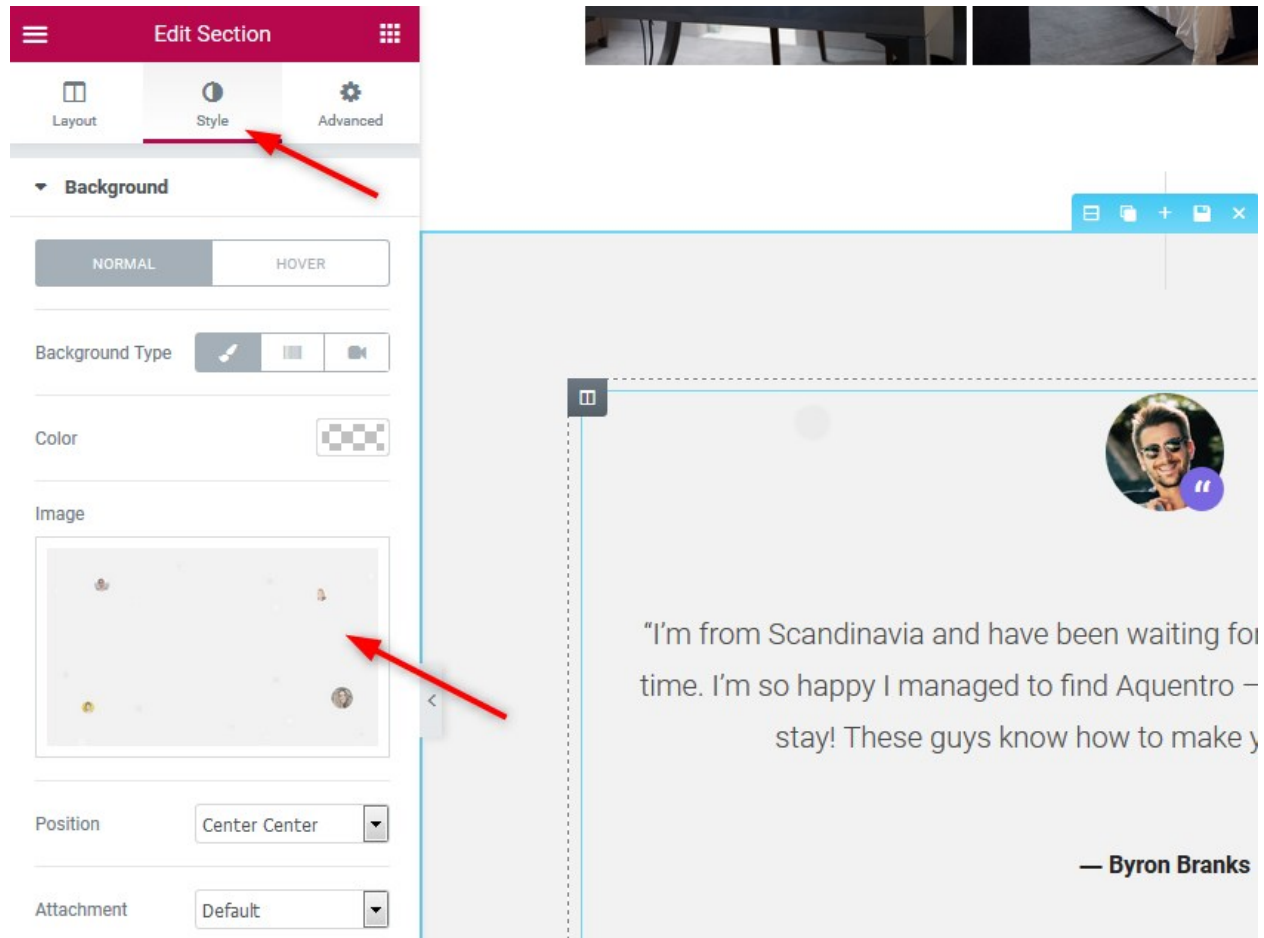 Edit Section
Layout
Style
Advanced
Background
NORMAL
HOVER
Background Type
Color
Image
Position
Center Center
Attachment
Default
“I’m from Scandinavia and have been waiting for
time. I’m so happy I managed to find Aquentro –
stay! These guys know how to make y
— Byron Branks